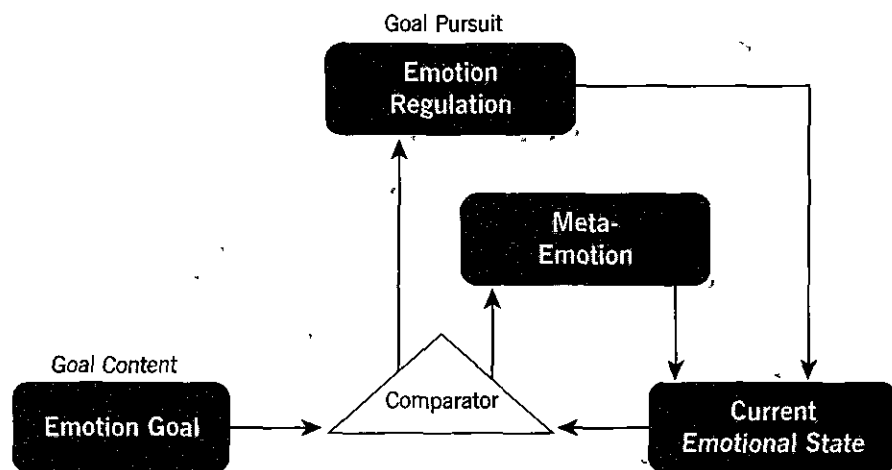 Goal Pursuit
Emotion
Regulation
Meta-
Emotion
Goal Content
Emotion Goal
Comparator
Current
Emotional State